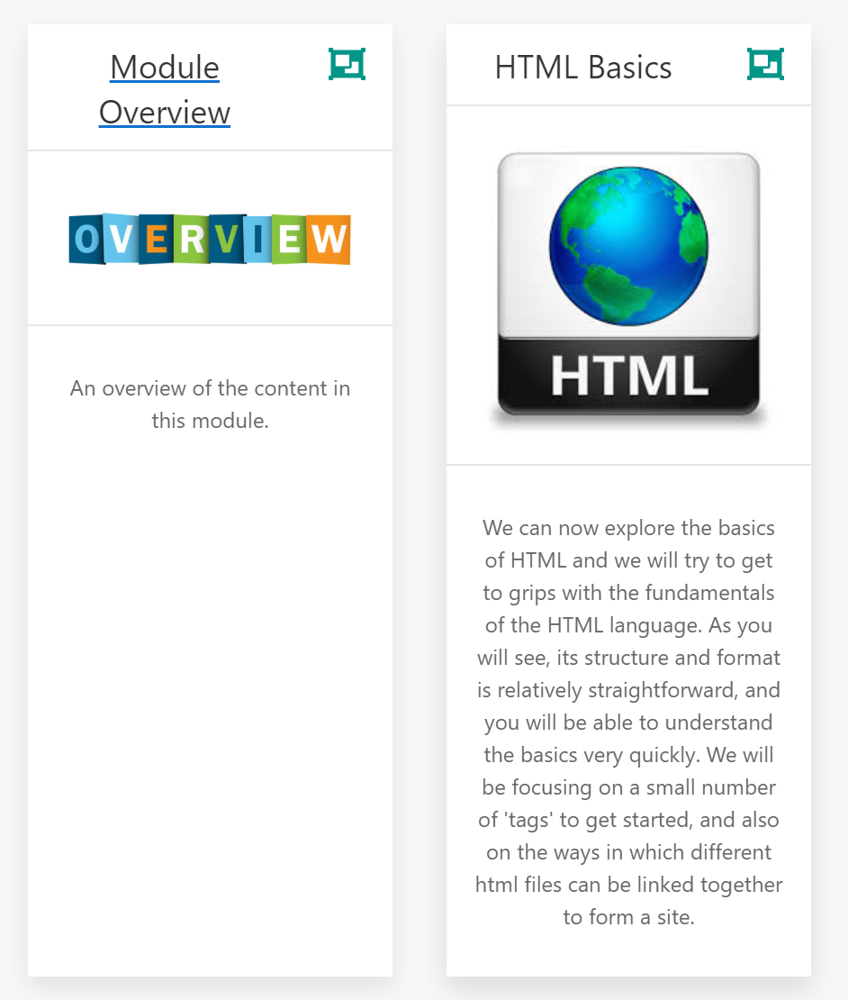 Module
Overview
OVERVIEW
An overview of the content in
this module.
HTML Basics
HTML
We can now explore the basics
of HTML and we will try to get
to grips with the fundamentals
of the HTML language. As you
will see, its structure and format
is relatively straightforward, and
you will be able to understand
the basics very quickly. We will
be focusing on a small number
of 'tags' to get started, and also
on the ways in which different
html files can be linked together
to form a site.